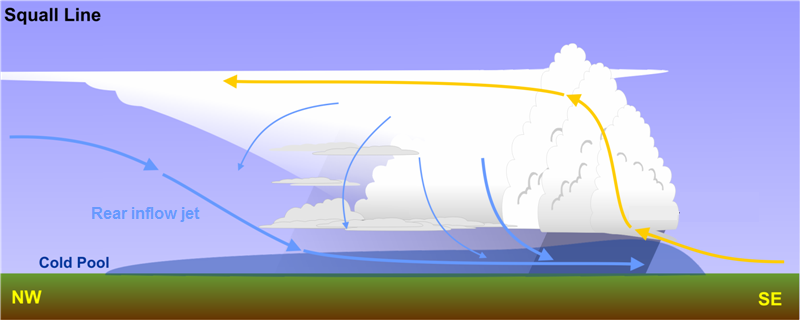 Squall Line
Rear inflow jet
Cold Pool
NW
SE